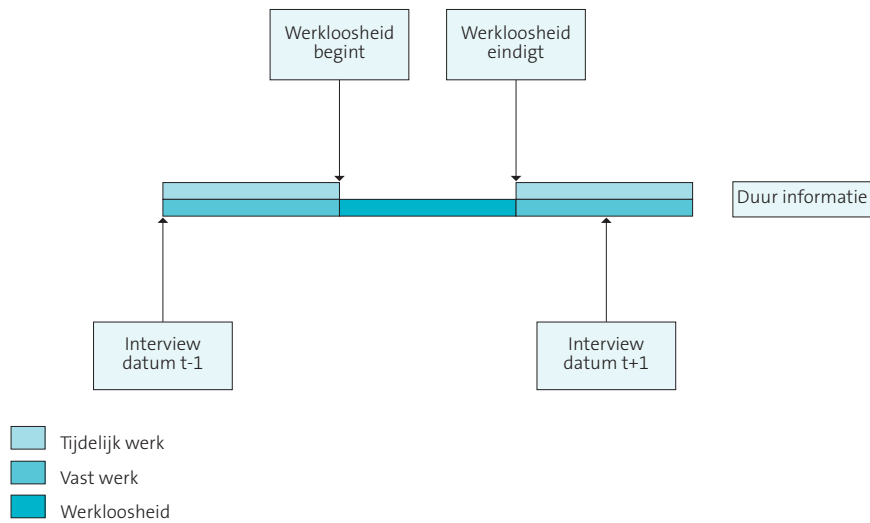 Werkloosheid
begint
Werkloosheid
eindigt
Duur informatie
Interview
datum t-1
Interview
datum t+1
Tijdelijk werk
Vast werk
Werkloosheid